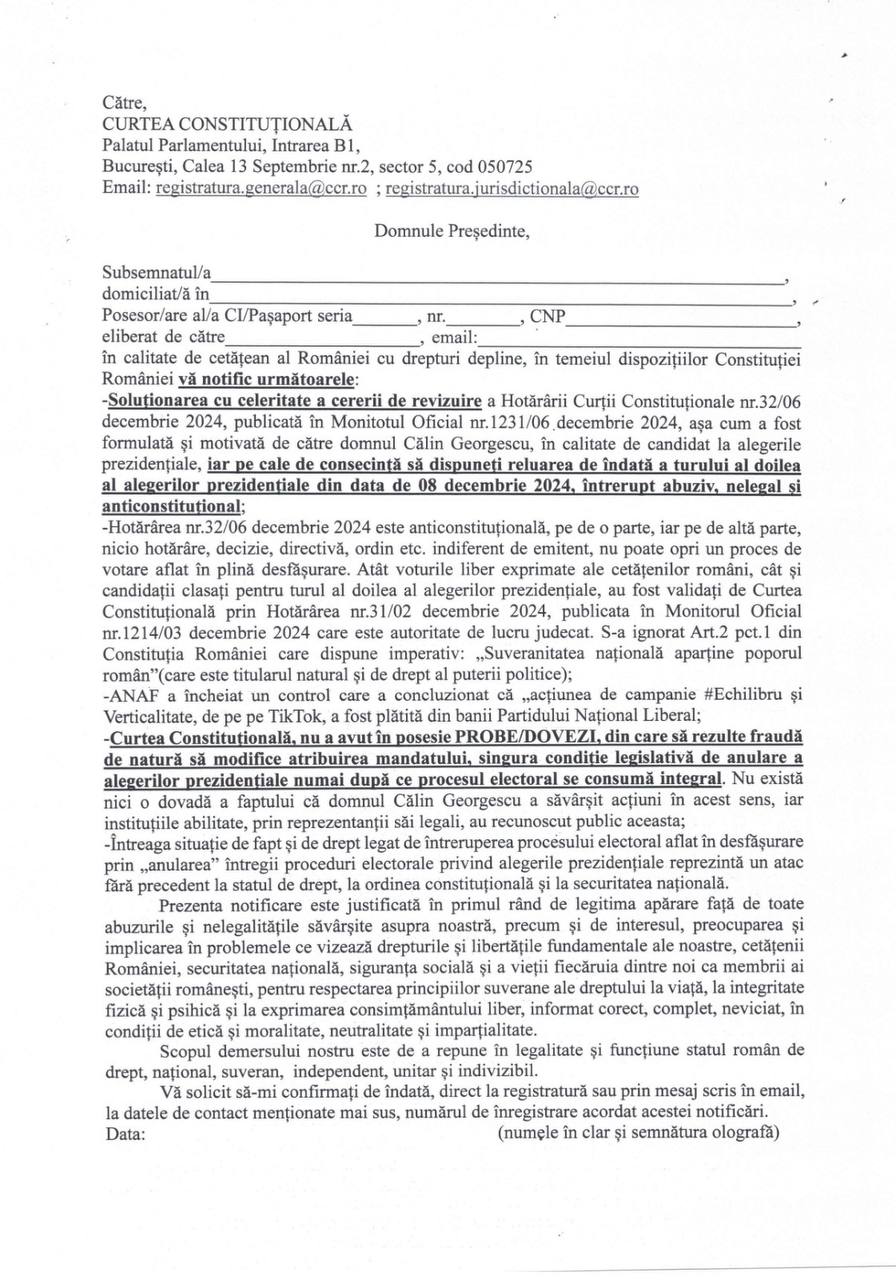 Către,
CURTEA CONSTITUȚIONALĂ
Palatul Parlamentului, Intrarea B1,
București, Calea 13 Septembrie nr.2, sector 5, cod 050725
Email: registratura.generala@ccr.ro ; registratura.jurisdictionala@ccr.ro
Domnule Președinte,
Subsemnatul/a______________________________,
domiciliat/ă în______________________________,
Posesor/are al/a CI/Pașaport seria_______, nr.________, CNP_________________________,
eliberat de către_____________________, email:___________________________________
în calitate de cetățean al României cu drepturi depline, în temeiul dispozițiilor Constituției
României vă notific următoarele:
-Soluționarea cu celeritate a cererii de revizuire a Hotărârii Curții Constituționale nr.32/06
decembrie 2024, publicată în Monitotul Oficial nr.1231/06 decembrie 2024, așa cum a fost
formulată și motivată de către domnul Călin Georgescu, în calitate de candidat la alegerile
prezidențiale, iar pe cale de consecință să dispuneți reluarea de îndată a turului al doilea
al alegerilor prezidențiale din data de 08 decembrie 2024, întrerupt abuziv, nelegal și
anticonstituțional;
-Hotărârea nr.32/06 decembrie 2024 este anticonstituțională, pe de o parte, iar pe de altă parte,
nicio hotărâre, decizie, directivă, ordin etc. indiferent de emitent, nu poate opri un proces de
votare aflat în plină desfășurare. Atât voturile liber exprimate ale cetățenilor români, cât și
candidații clasați pentru turul al doilea al alegerilor prezidențiale, au fost validați de Curtea
Constituțională prin Hotărârea nr.31/02 decembrie 2024, publicata în Monitorul Oficial
nr.1214/03 decembrie 2024 care este autoritate de lucru judecat. S-a ignorat Art.2 pct.1 din
Constituția României care dispune imperativ: „Suveranitatea națională aparține poporul
român”(care este titularul natural și de drept al puterii politice);
-ANAF a încheiat un control care a concluzionat că „acțiunea de campanie #Echilibru și
Verticalitate, de pe pe TikTok, a fost plătită din banii Partidului Național Liberal;
-Curtea Constituțională, nu a avut în posesie PROBE/DOVEZI, din care să rezulte fraudă
de natură să modifice atribuirea mandatului, singura condiție legislativă de anulare a
alegerilor prezidențiale numai după ce procesul electoral se consumă integral. Nu există
nici o dovadă a faptului că domnul Călin Georgescu a săvârșit acțiuni în acest sens, iar
instituțiile abilitate, prin reprezentanții săi legali, au recunoscut public aceasta;
-Întreaga situație de fapt și de drept legat de întreruperea procesului electoral aflat în desfășurare
prin „anularea” întregii proceduri electorale privind alegerile prezidențiale reprezintă un atac
fără precedent la statul de drept, la ordinea constituțională și la securitatea națională.
Prezenta notificare este justificată în primul rând de legitima apărare față de toate
abuzurile și nelegalitățile săvârșite asupra noastră, precum și de interesul, preocuparea și
implicarea în problemele ce vizează drepturile și libertățile fundamentale ale noastre, cetățenii
României, securitatea națională, siguranța socială și a vieții fiecăruia dintre noi ca membrii ai
societății românești, pentru respectarea principiilor suverane ale dreptului la viață, la integritate
fizică și psihică și la exprimarea consimțământului liber, informat corect, complet, neviciat, în
condiții de etică și moralitate, neutralitate și imparțialitate.
Scopul demersului nostru este de a repune în legalitate și funcțiune statul român de
drept, național, suveran, independent, unitar și indivizibil.
Vă solicit să-mi confirmați de îndată, direct la registratură sau prin mesaj scris în email,
la datele de contact menționate mai sus, numărul de înregistrare acordat acestei notificări.
Data: (numele în clar și semnătura olografă)